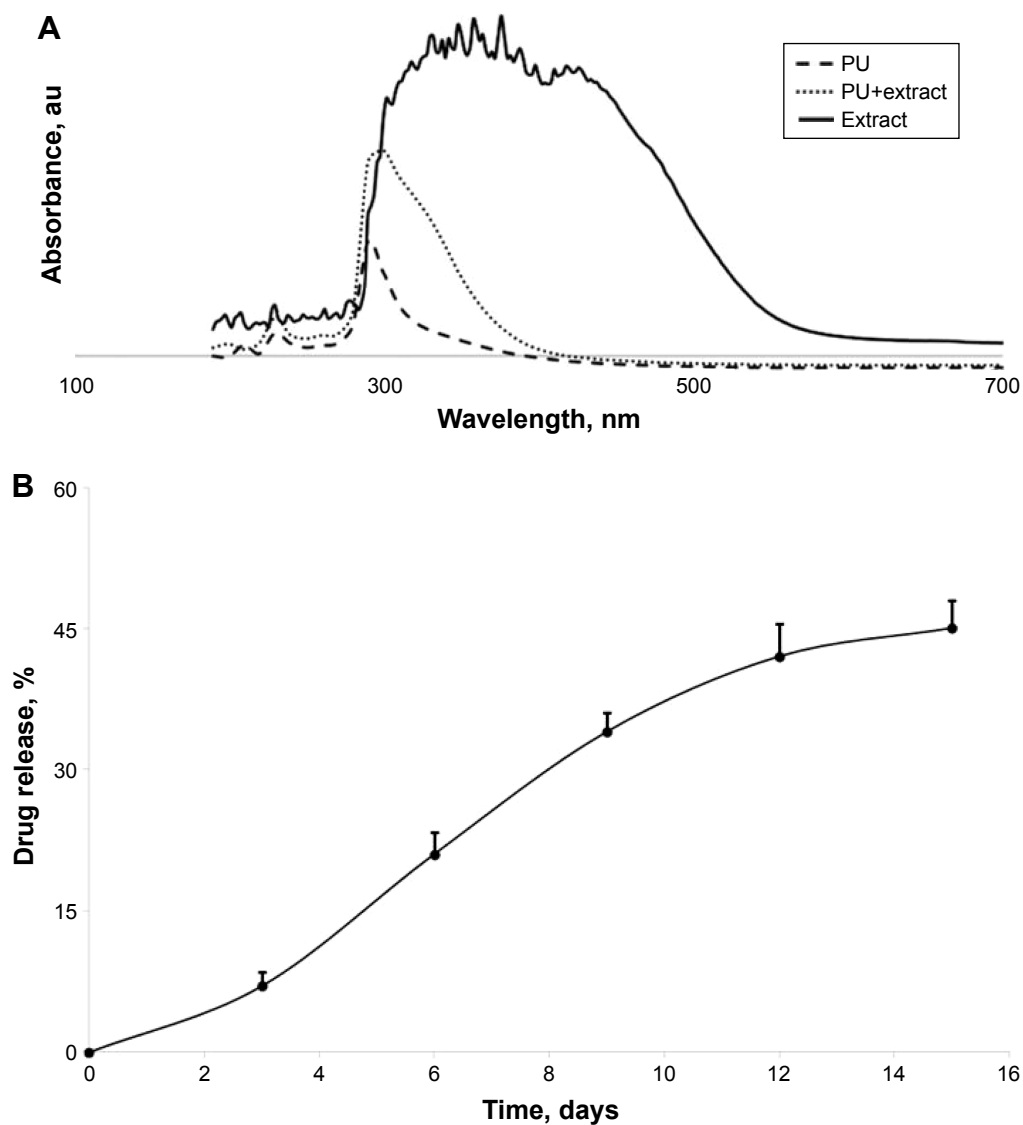 A
Absorbance, au
PU
PU+extract
Extract
100
300
500
700
Wavelength, nm
B
Drug release, %
60
45
30
15
0
0
2
4
6
8
10
12
14
16
Time, days